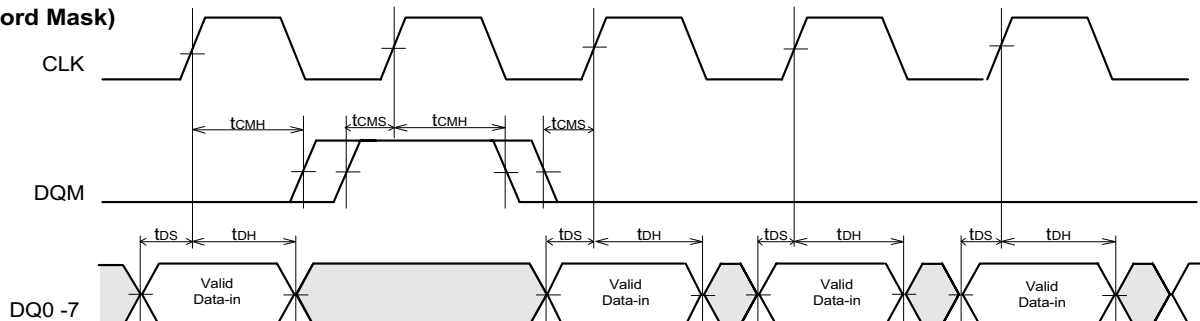 ord Mask)
CLK
tCMH tCMS tCMH tCMS
DQM
tDS tDH tDS tDH tDS tDH tDS tDH
Valid Data-in
Valid Data-in
Valid Data-in
Valid Data-in
DQ0 -7